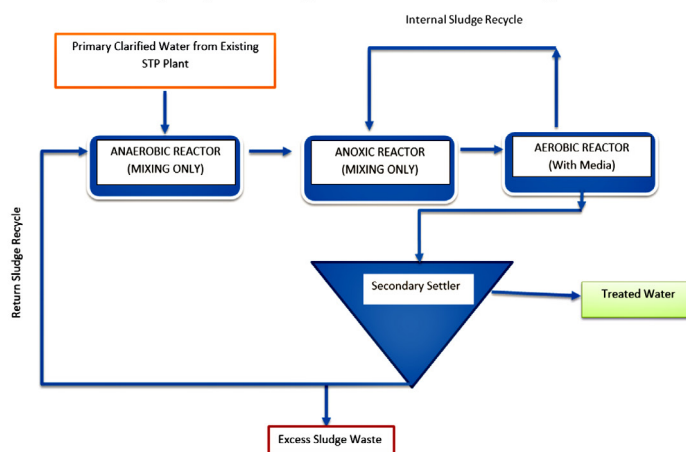 Internal Sludge Recycle
Primary Clarified Water from Existing
STP Plant
ANAEROBIC REACTOR
(MIXING ONLY)
ANOXIC REACTOR
(MIXING ONLY)
AEROBIC REACTOR
(With Media)
Return Sludge Recycle
Secondary Settler
Treated Water
Excess Sludge Waste